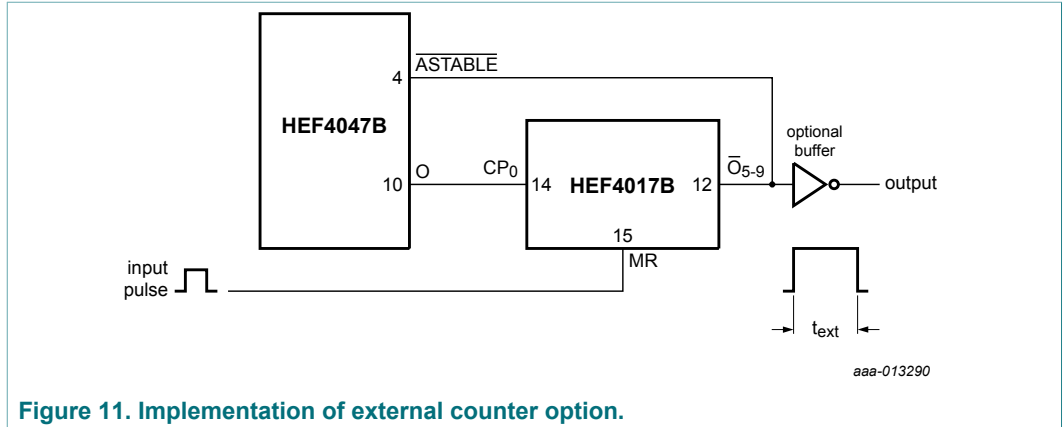 4
ASTABLE
HEF4047B
10
O
CP0
14
HEF4017B
12
O5-9
15
MR
optional
buffer
output
input
pulse
text
aaa-013290
Figure 11. Implementation of external counter option.